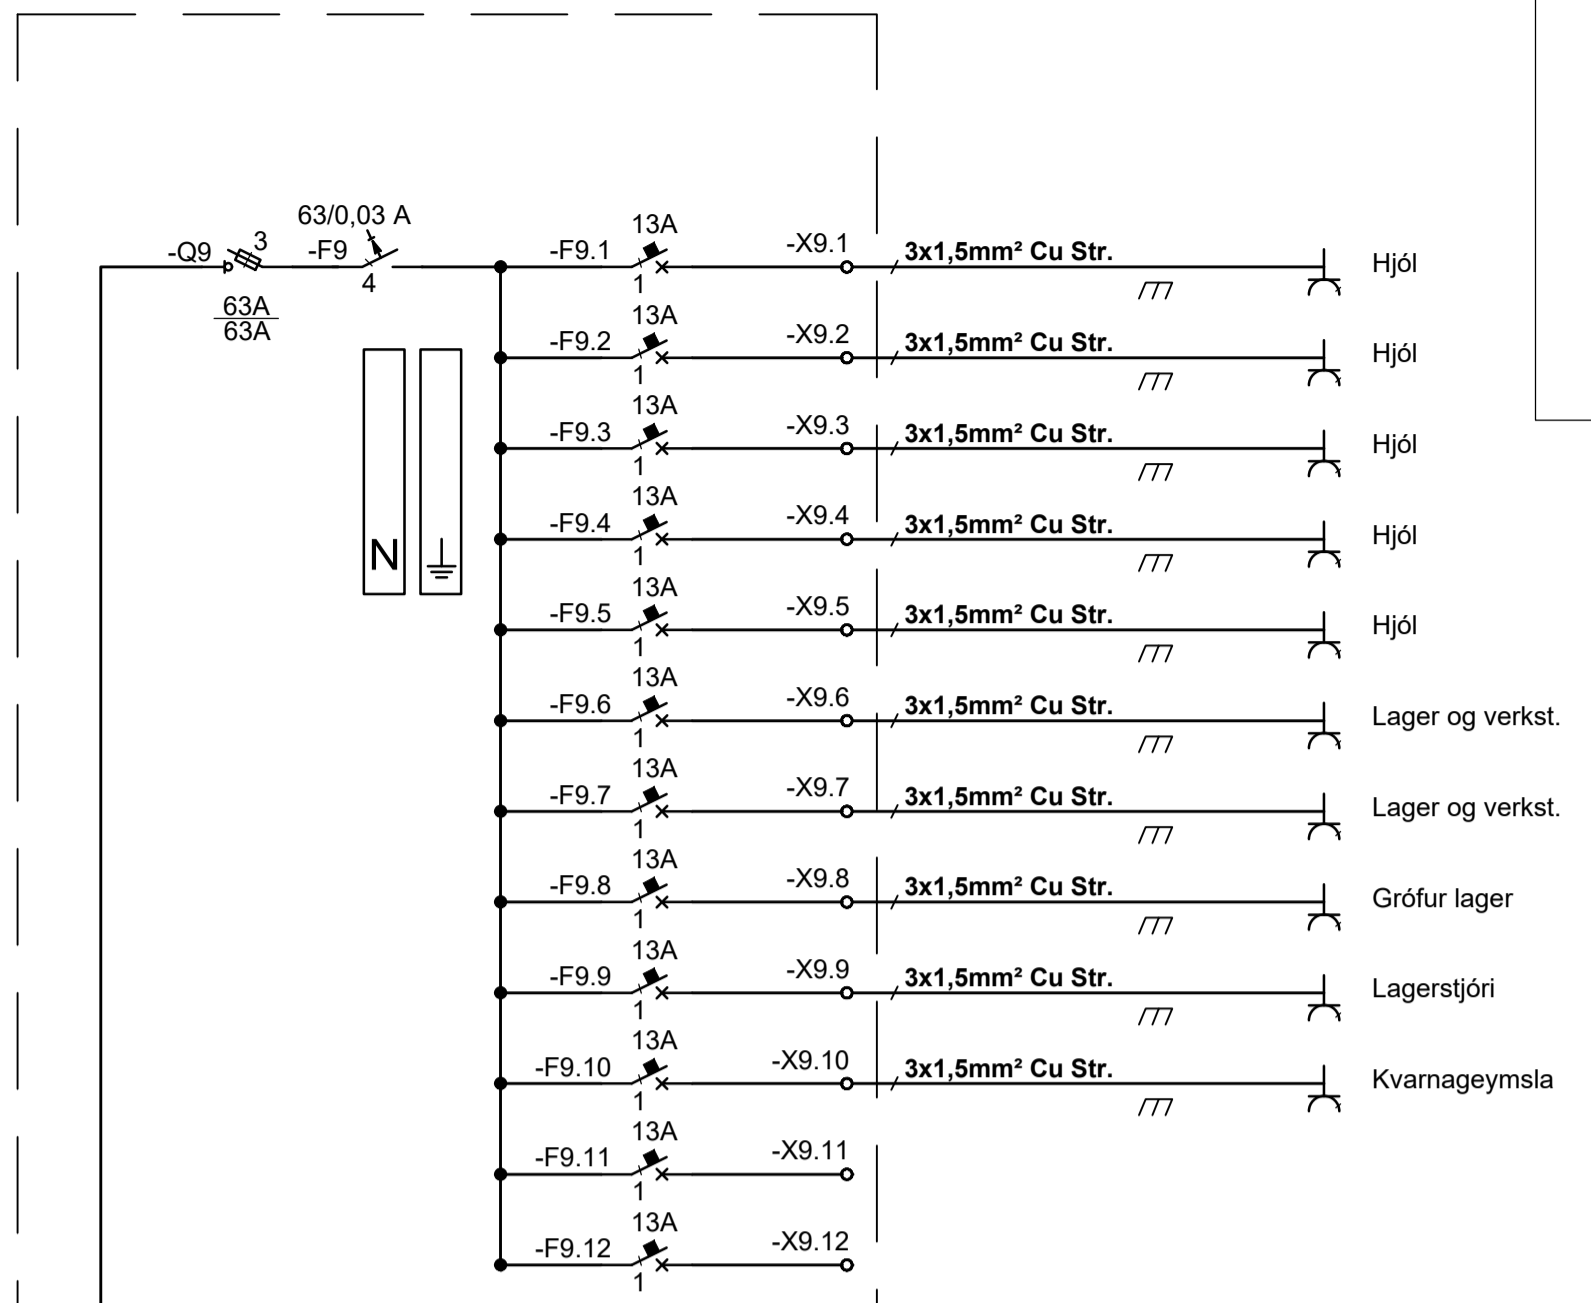 63/0,03 A
-Q9 3 -F9 4
63A
63A
N
13A
-F9.1 1 -X9.1 3x1,5mm² Cu Str. Hjól
13A
-F9.2 1 -X9.2 3x1,5mm² Cu Str. Hjól
13A
-F9.3 1 -X9.3 3x1,5mm² Cu Str. Hjól
13A
-F9.4 1 -X9.4 3x1,5mm² Cu Str. Hjól
13A
-F9.5 1 -X9.5 3x1,5mm² Cu Str. Hjól
13A
-F9.6 1 -X9.6 3x1,5mm² Cu Str. Lager og verkst.
13A
-F9.7 1 -X9.7 3x1,5mm² Cu Str. Lager og verkst.
13A
-F9.8 1 -X9.8 3x1,5mm² Cu Str. Grófur lager
13A
-F9.9 1 -X9.9 3x1,5mm² Cu Str. Lagerstjóri
13A
-F9.10 1 -X9.10 3x1,5mm² Cu Str. Kvarnageymsla
13A
-F9.11 1 -X9.11
13A
-F9.12 1 -X9.12